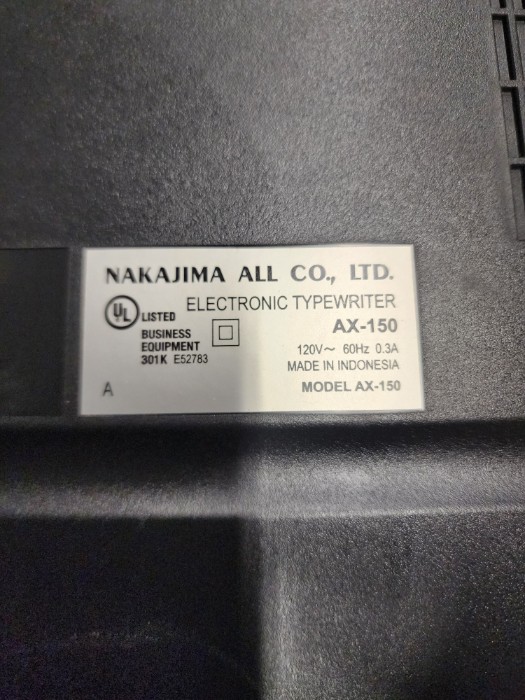 NAKAJIMA ALL CO., LTD.
UL LISTED
ELECTRONIC TYPEWRITER
BUSINESS
EQUIPMENT
301K E52783
AX-150
120V~ 60Hz 0.3A
MADE IN INDONESIA
A
MODEL AX-150